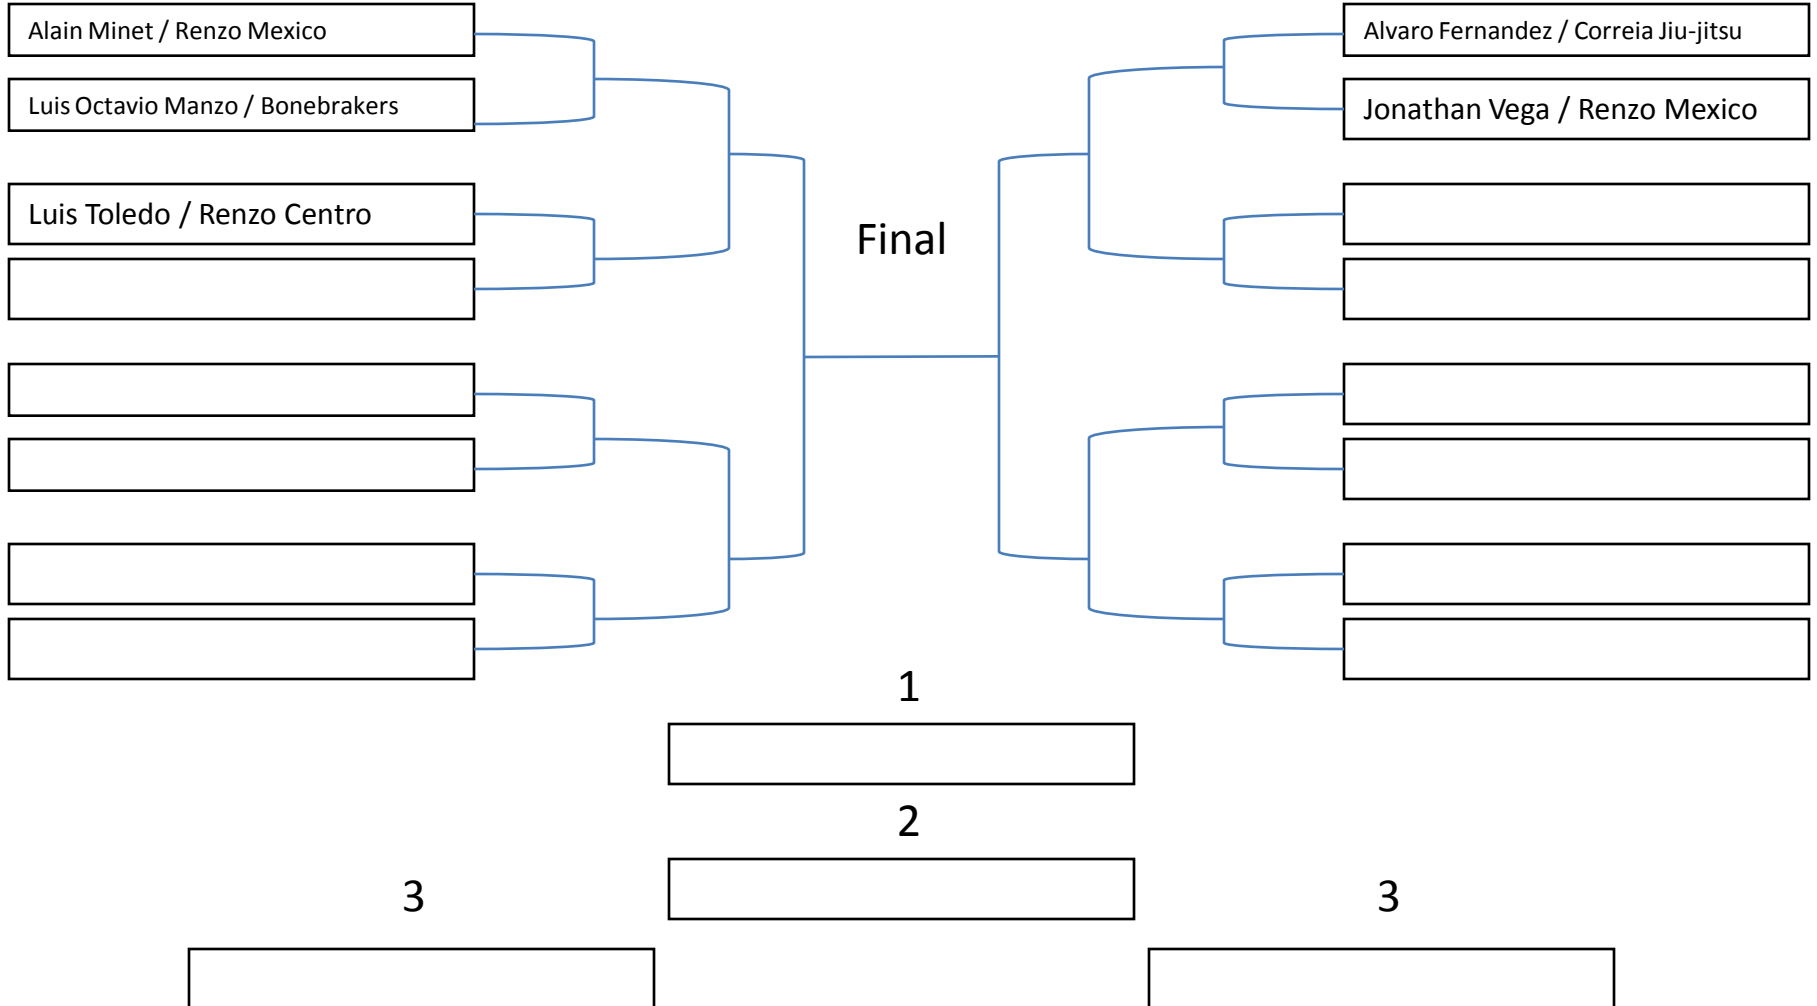 Alain Minet / Renzo Mexico
Luis Octavio Manzo / Bonebrakers
Luis Toledo / Renzo Centro
Final
Alvaro Fernandez / Correia Jiu-jitsu
Jonathan Vega / Renzo Mexico
1
2
3
3